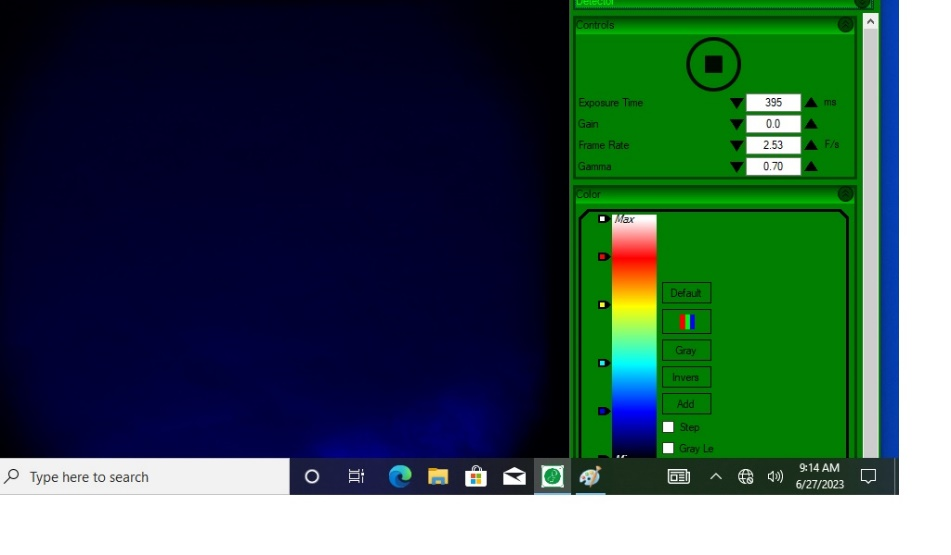 Detector
Controls
Exposure Time 395 ms
Gain 0.0
Frame Rate 2.53 F/s
Gamma 0.70
Color
Max
Default
Gray
Invers
Add
Step
Gray Le
Type here to search
9:14 AM
6/27/2023